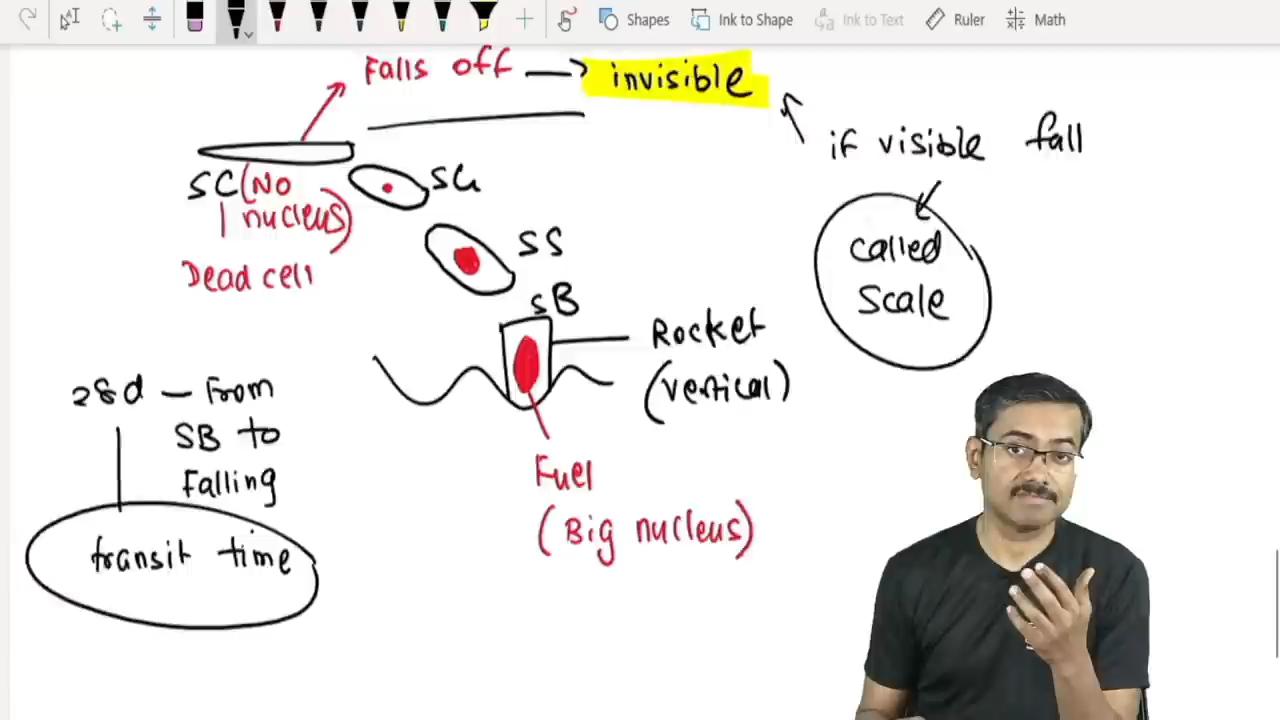 Shapes
Ink to Shape
Ink to Text
Ruler
Math
Falls off → invisible
if visible fall
called
scale
SC (No
nucleus)
Dead cell
SG
SS
SB
Rocket
(vertical)
28d — From
SB to
Falling
transit time
Fuel
(Big nucleus)